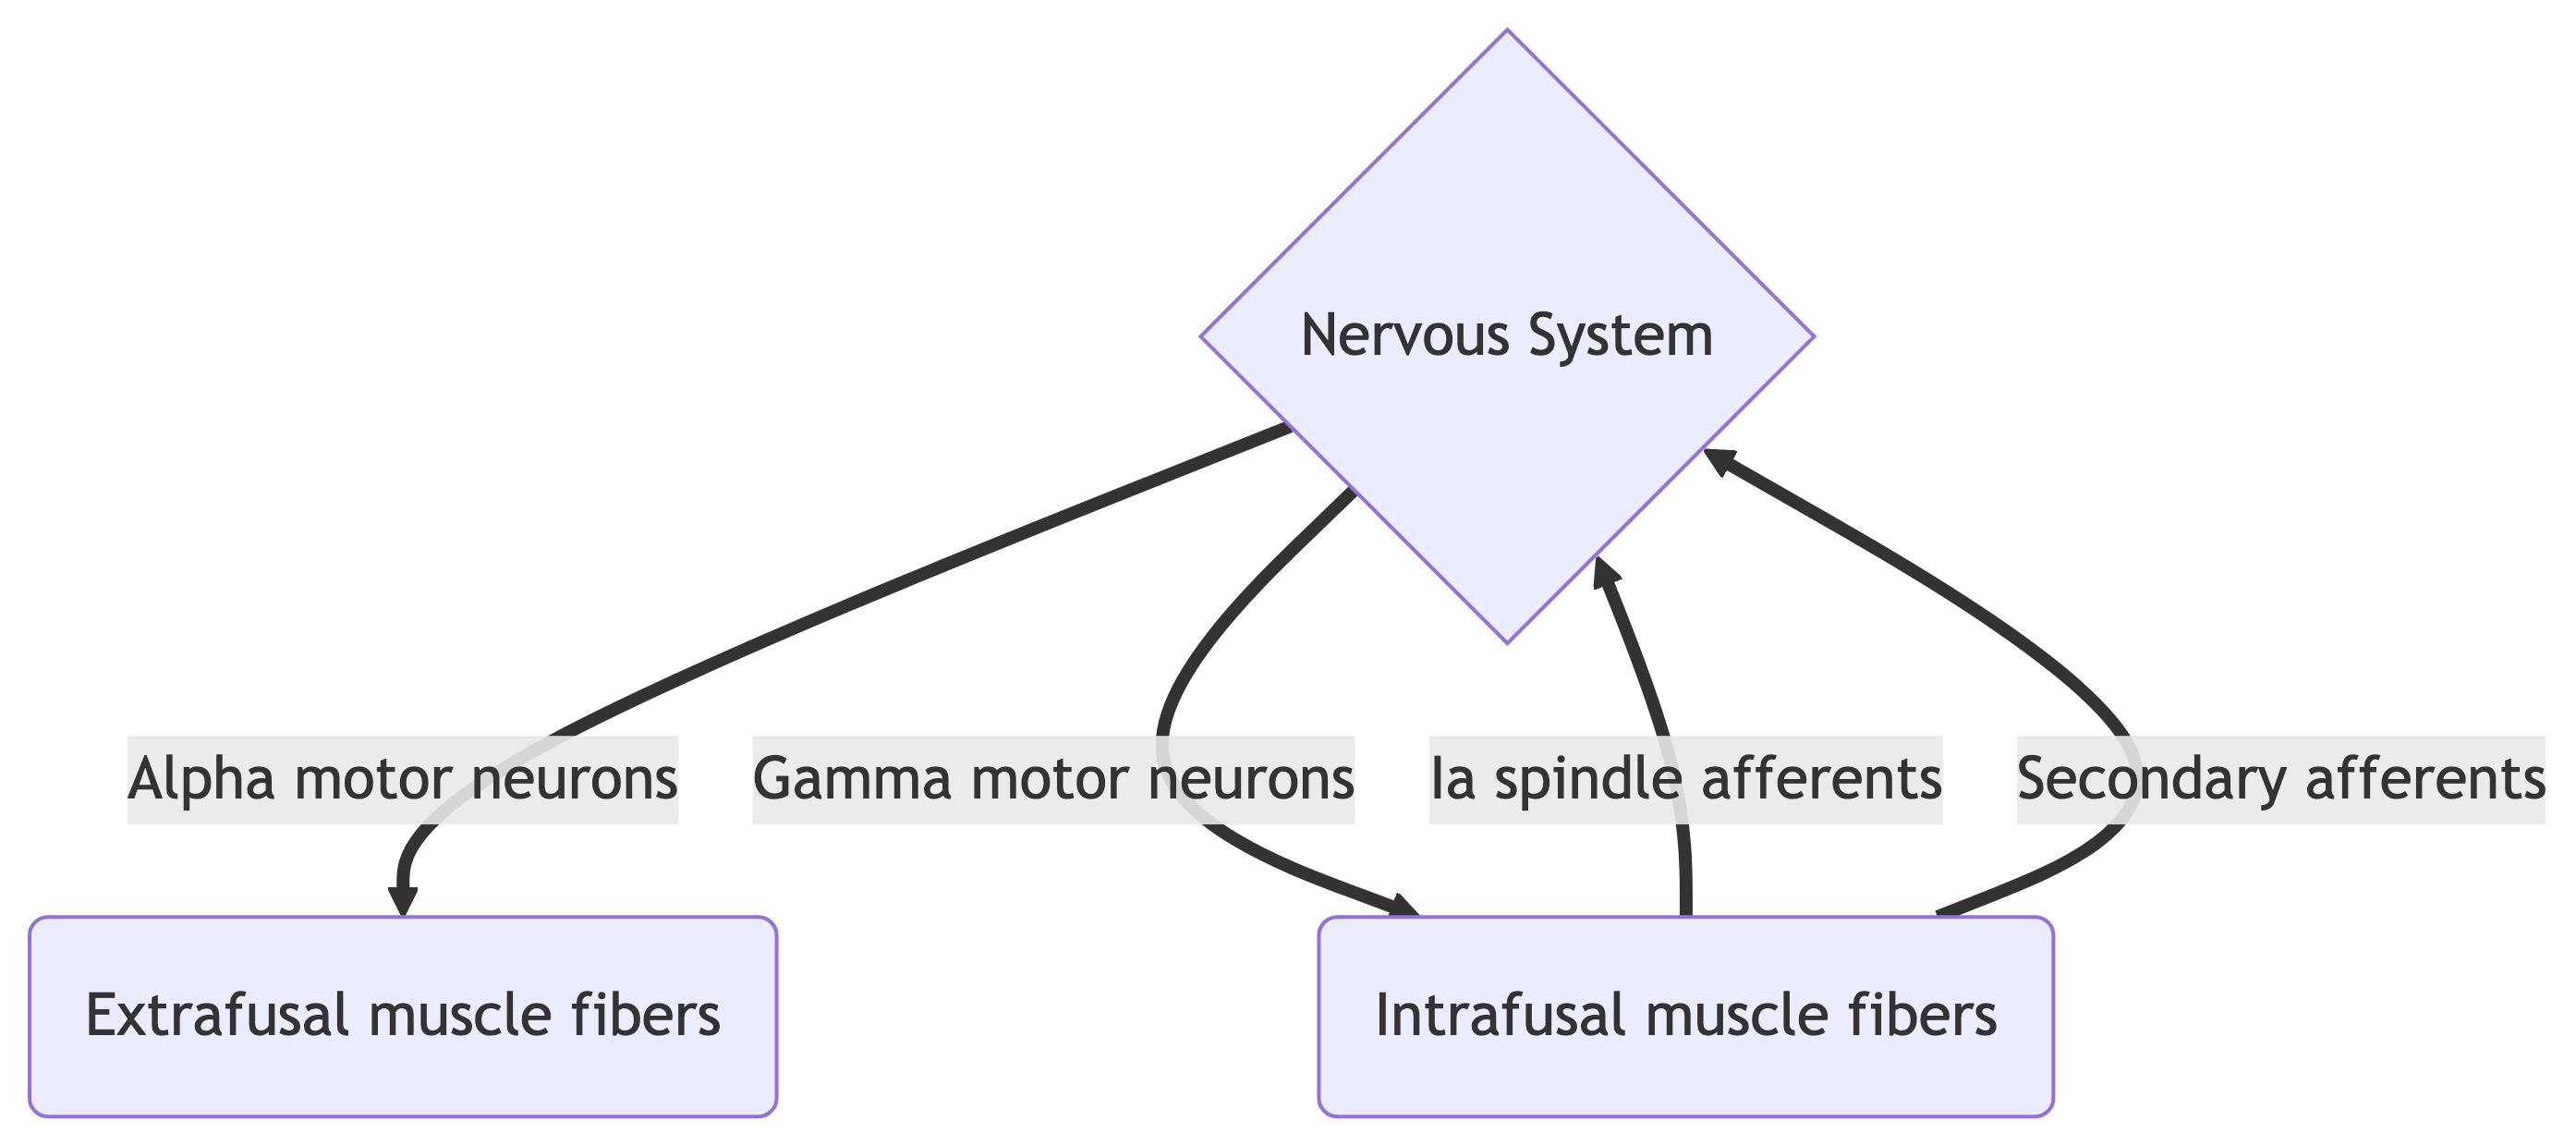 Nervous System
Alpha motor neurons
Gamma motor neurons
Ia spindle afferents
Secondary afferents
Extrafusal muscle fibers
Intrafusal muscle fibers